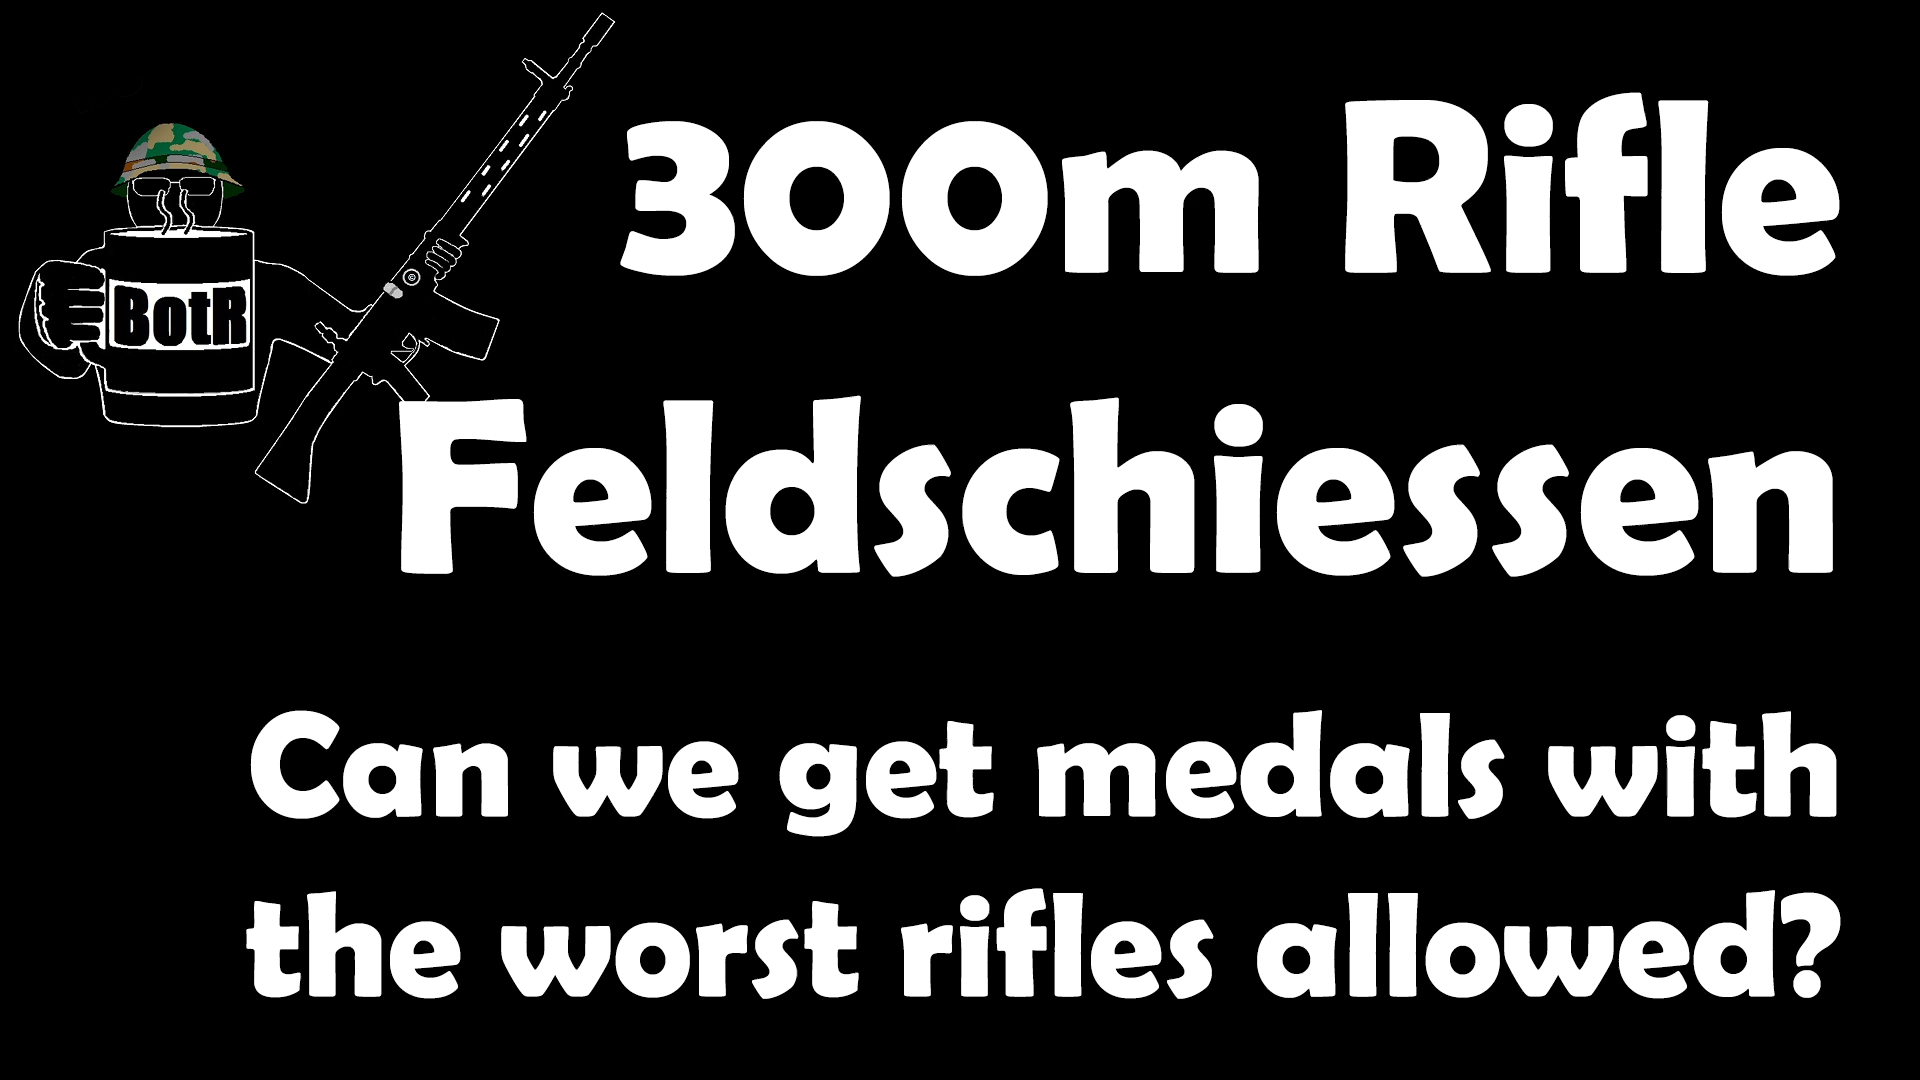 300m Rifle
BotR
Feldschiessen
Can we get medals with
the worst rifles allowed?